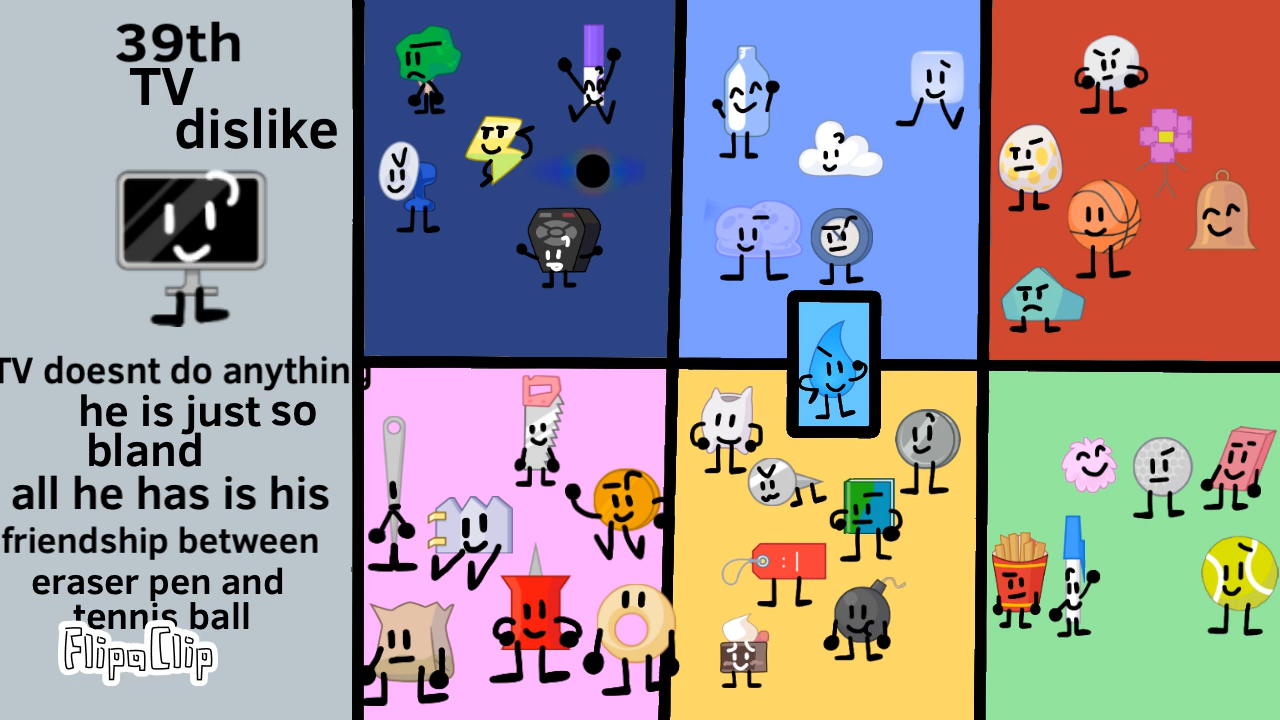 39th
TV
dislike
TV doesnt do anything
he is just so
bland
all he has is his
friendship between
eraser pen and
tennis ball
FlipaClip